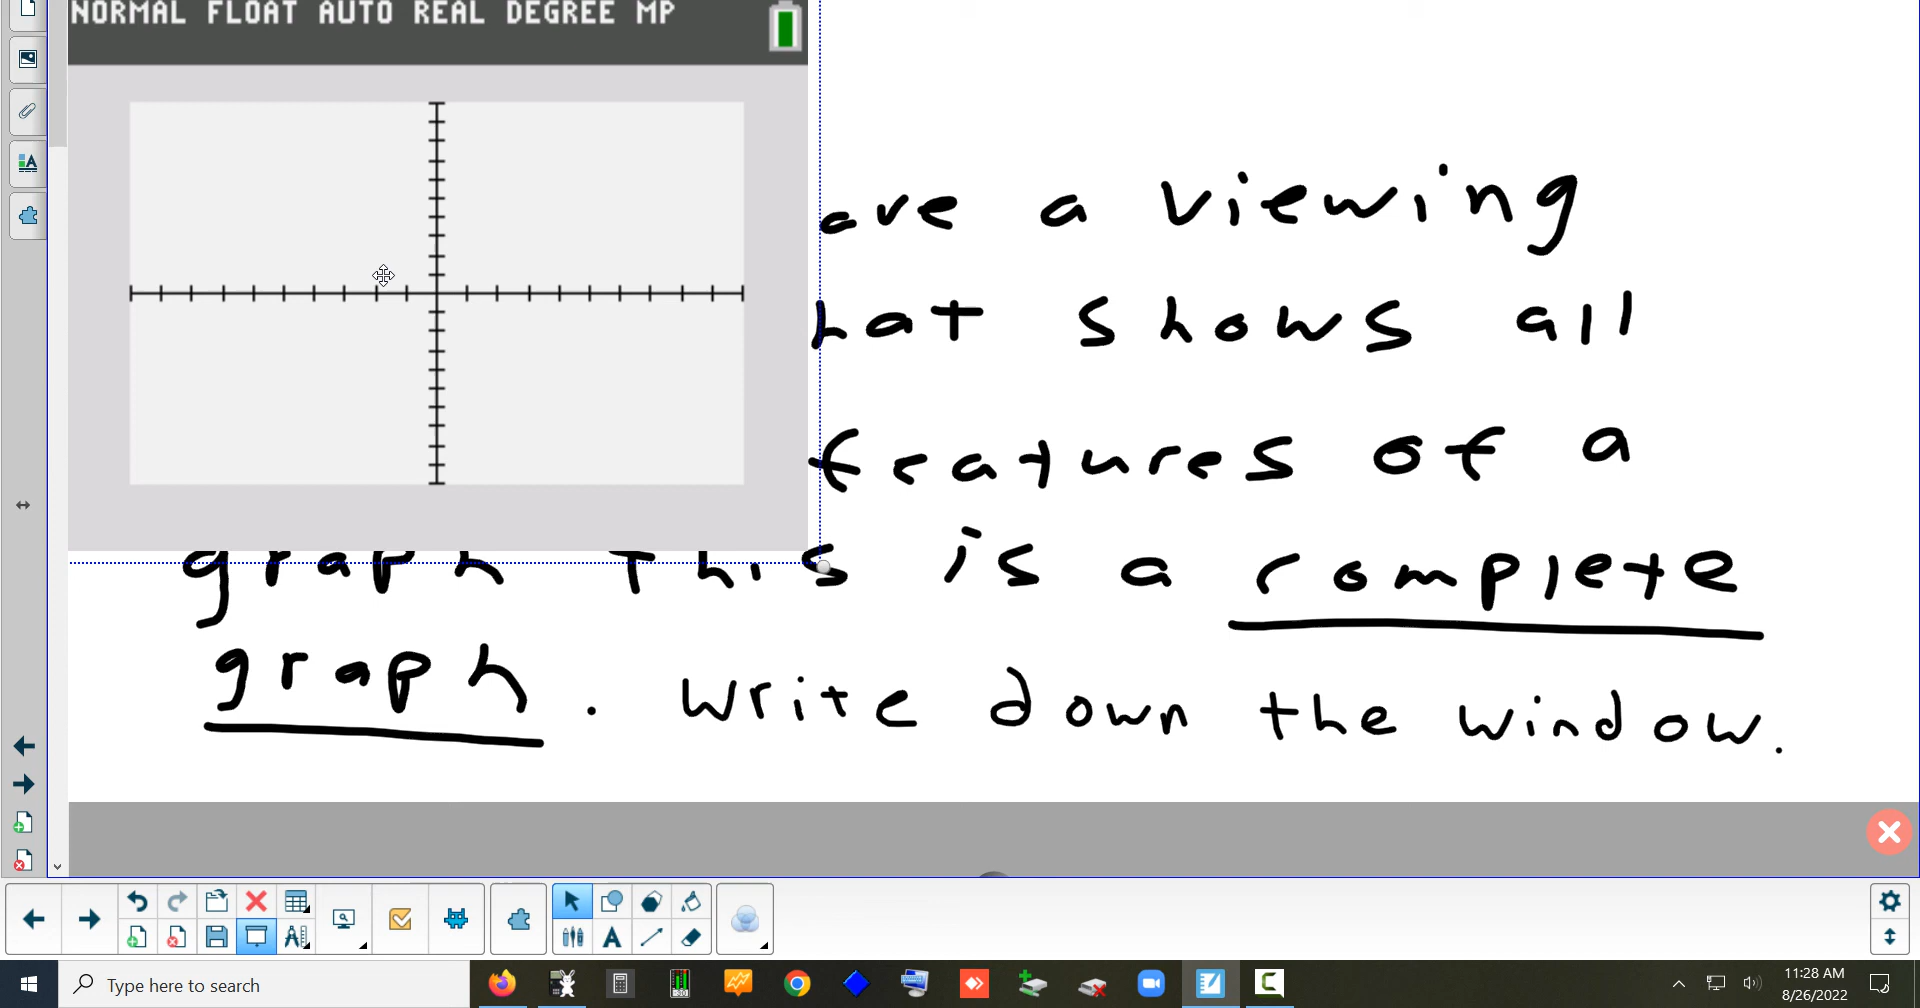 NORMAL FLOAT AUTO REAL DEGREE MP
ave a viewing
hat shows all
features of a
graph this is a complete
graph. Write down the window.
Type here to search
11:28 AM
8/26/2022